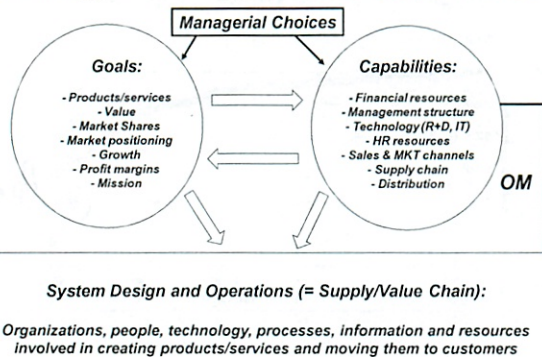 Managerial Choices
Goals:
- Products/services
- Value
- Market Shares
- Market positioning
- Growth
- Profit margins
- Mission
Capabilities:
- Financial resources
- Management structure
- Technology (R+D, IT)
- HR resources
- Sales & MKT channels
- Supply chain
- Distribution
OM
System Design and Operations (= Supply/Value Chain):
Organizations, people, technology, processes, information and resources
involved in creating products/services and moving them to customers